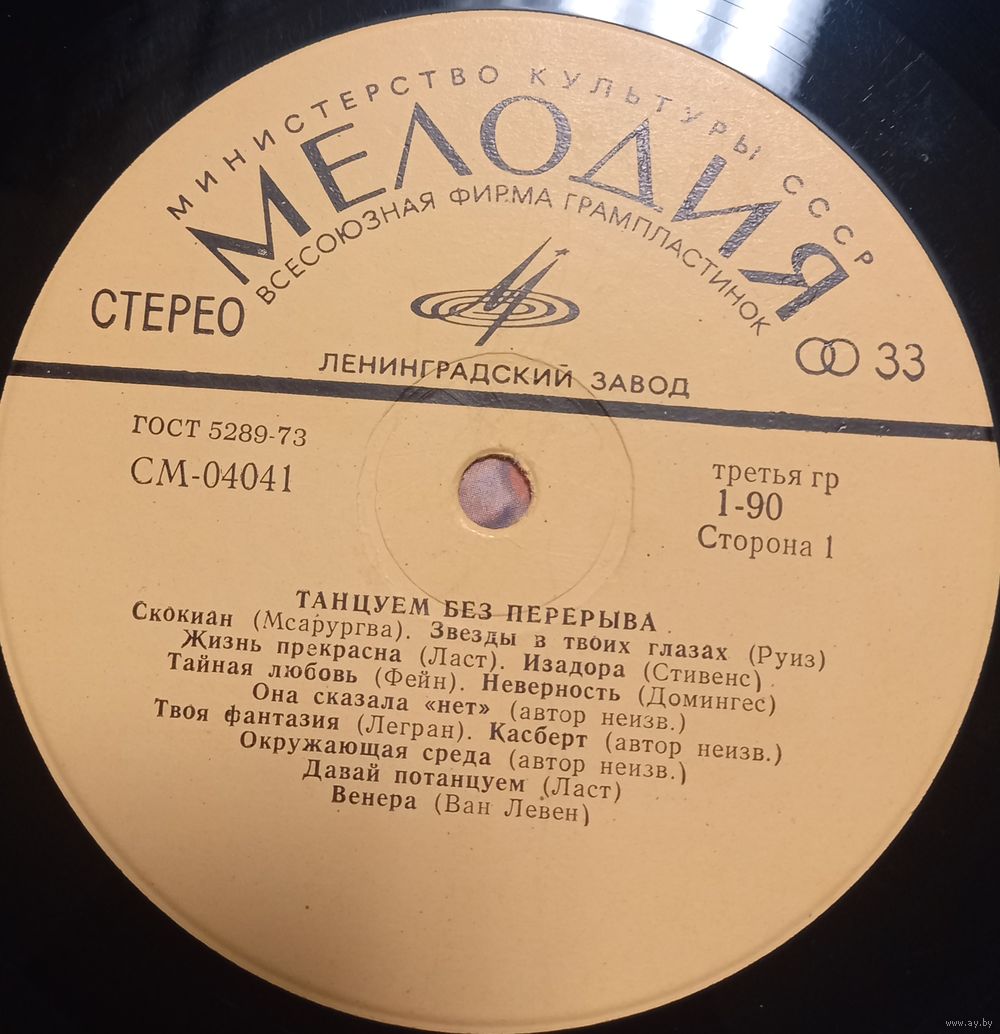 МИНИСТЕРСТВО КУЛЬТУРЫ СССР
МЕЛОДИЯ
ВСЕСОЮЗНАЯ ФИРМА ГРАМПЛАСТИНОК
СТЕРЕО
33
ЛЕНИНГРАДСКИЙ ЗАВОД
ГОСТ 5289-73
СМ-04041
третья гр
1-90
Сторона 1
ТАНЦУЕМ БЕЗ ПЕРЕРЫВА
Скокиан (Мсарургва). Звезды в твоих глазах (Руиз)
Жизнь прекрасна (Ласт). Изадора (Стивенс)
Тайная любовь (Фейн). Неверность (Домингес)
Она сказала «нет» (автор неизв.)
Твоя фантазия (Легран). Касберт (автор неизв.)
Окружающая среда (автор неизв.)
Давай потанцуем (Ласт)
Венера (Ван Левен)
www.ay.by